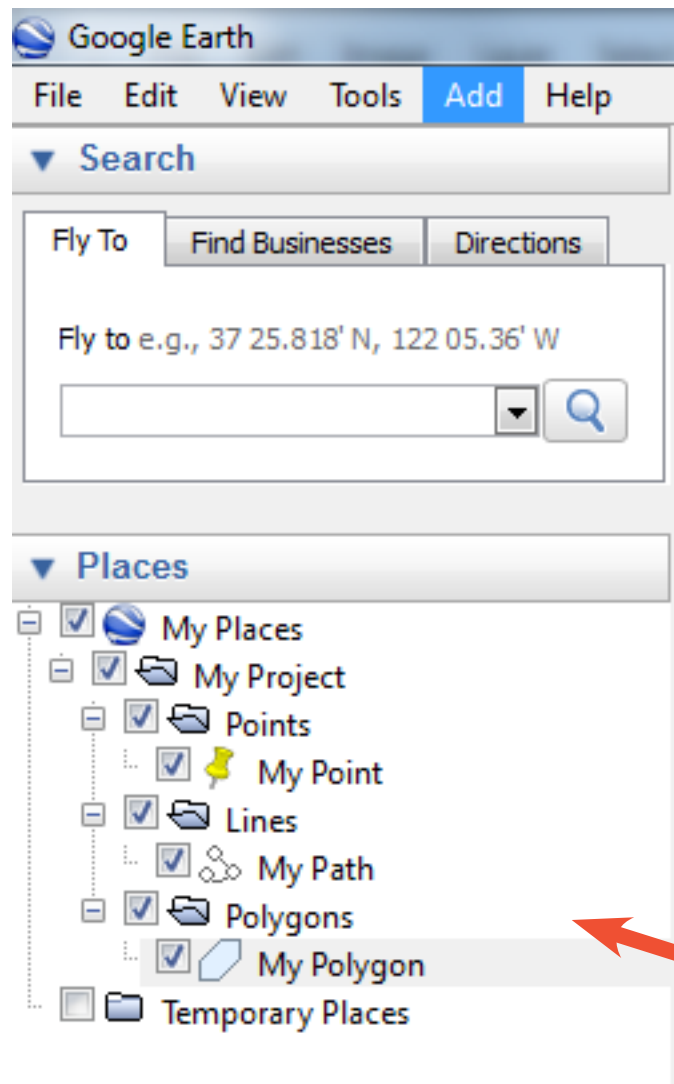 Google Earth
File Edit View Tools Add Help
Search
Fly To Find Businesses Directions
Fly to e.g., 37 25.818' N, 122 05.36' W
Places
My Places
My Project
Points
My Point
Lines
My Path
Polygons
My Polygon
Temporary Places